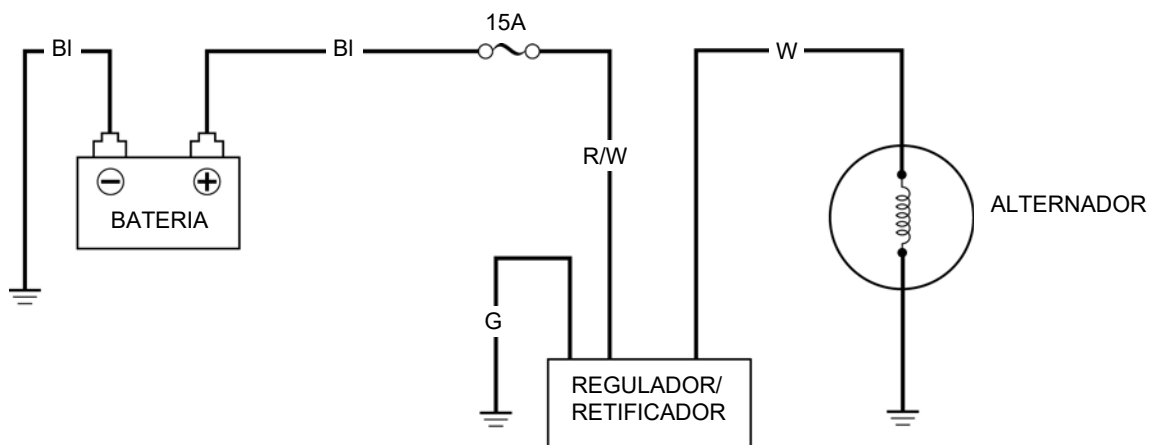 15A
Bl
Bl
W
R/W
BATERIA
ALTERNADOR
G
REGULADOR/
RETIFICADOR